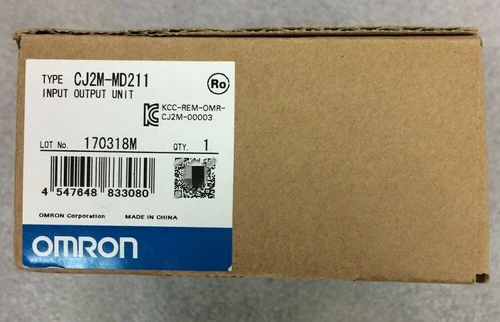 TYPE CJ2M-MD211
INPUT OUTPUT UNIT
Ro
KCC-REM-OMR-
CJ2M-00003
LOT No. 170318M QTY. 1
4 547648 833080
OMRON Corporation MADE IN CHINA
OMRON